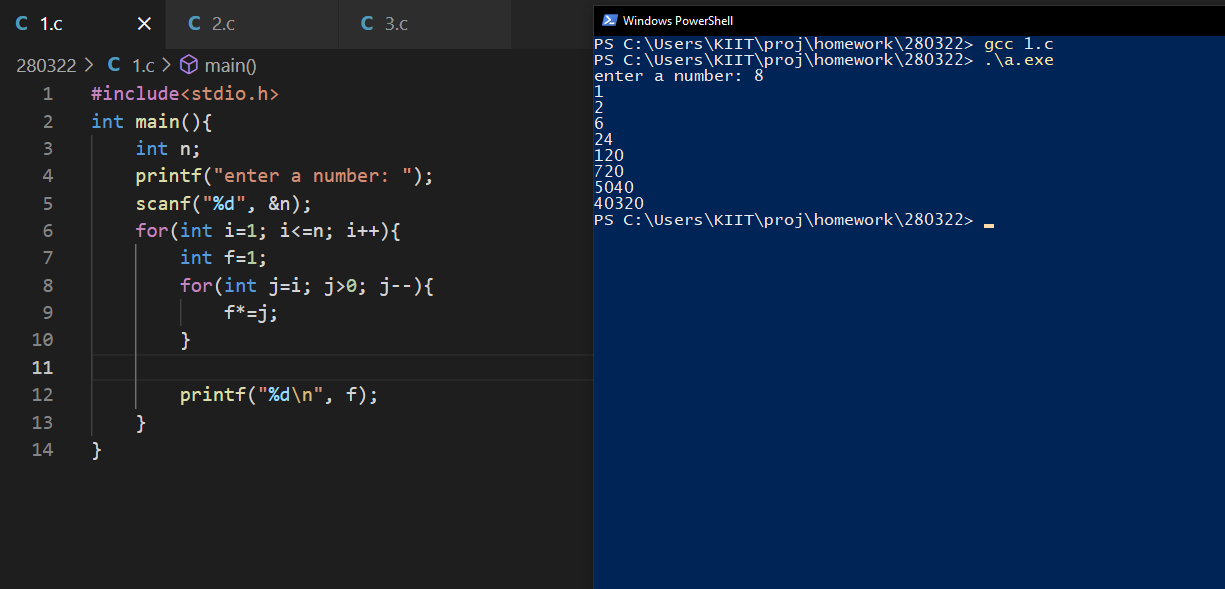 C 1.c × C 2.c C 3.c
280322 > C 1.c > main()
1 #include<stdio.h>
2 int main(){
3 int n;
4 printf("enter a number: ");
5 scanf("%d", &n);
6 for(int i=1; i<=n; i++){
7 int f=1;
8 for(int j=i; j>0; j--){
9 f*=j;
10 }
11
12 printf("%d\n", f);
13 }
14 }
Windows PowerShell
PS C:\Users\KIIT\proj\homework\280322> gcc 1.c
PS C:\Users\KIIT\proj\homework\280322> .\a.exe
enter a number: 8
1
2
6
24
120
720
5040
40320
PS C:\Users\KIIT\proj\homework\280322>